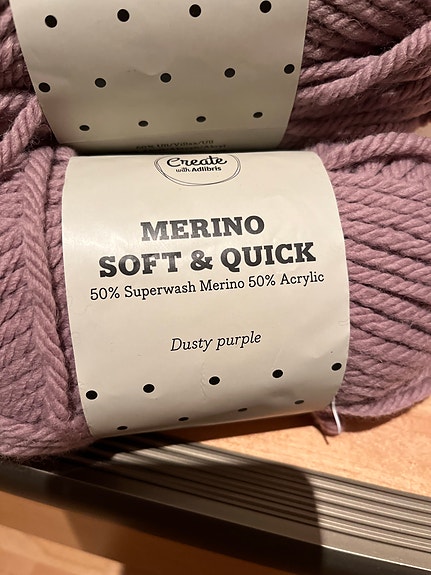 Create
with Adlibris
MERINO
SOFT & QUICK
50% Superwash Merino 50% Acrylic
Dusty purple